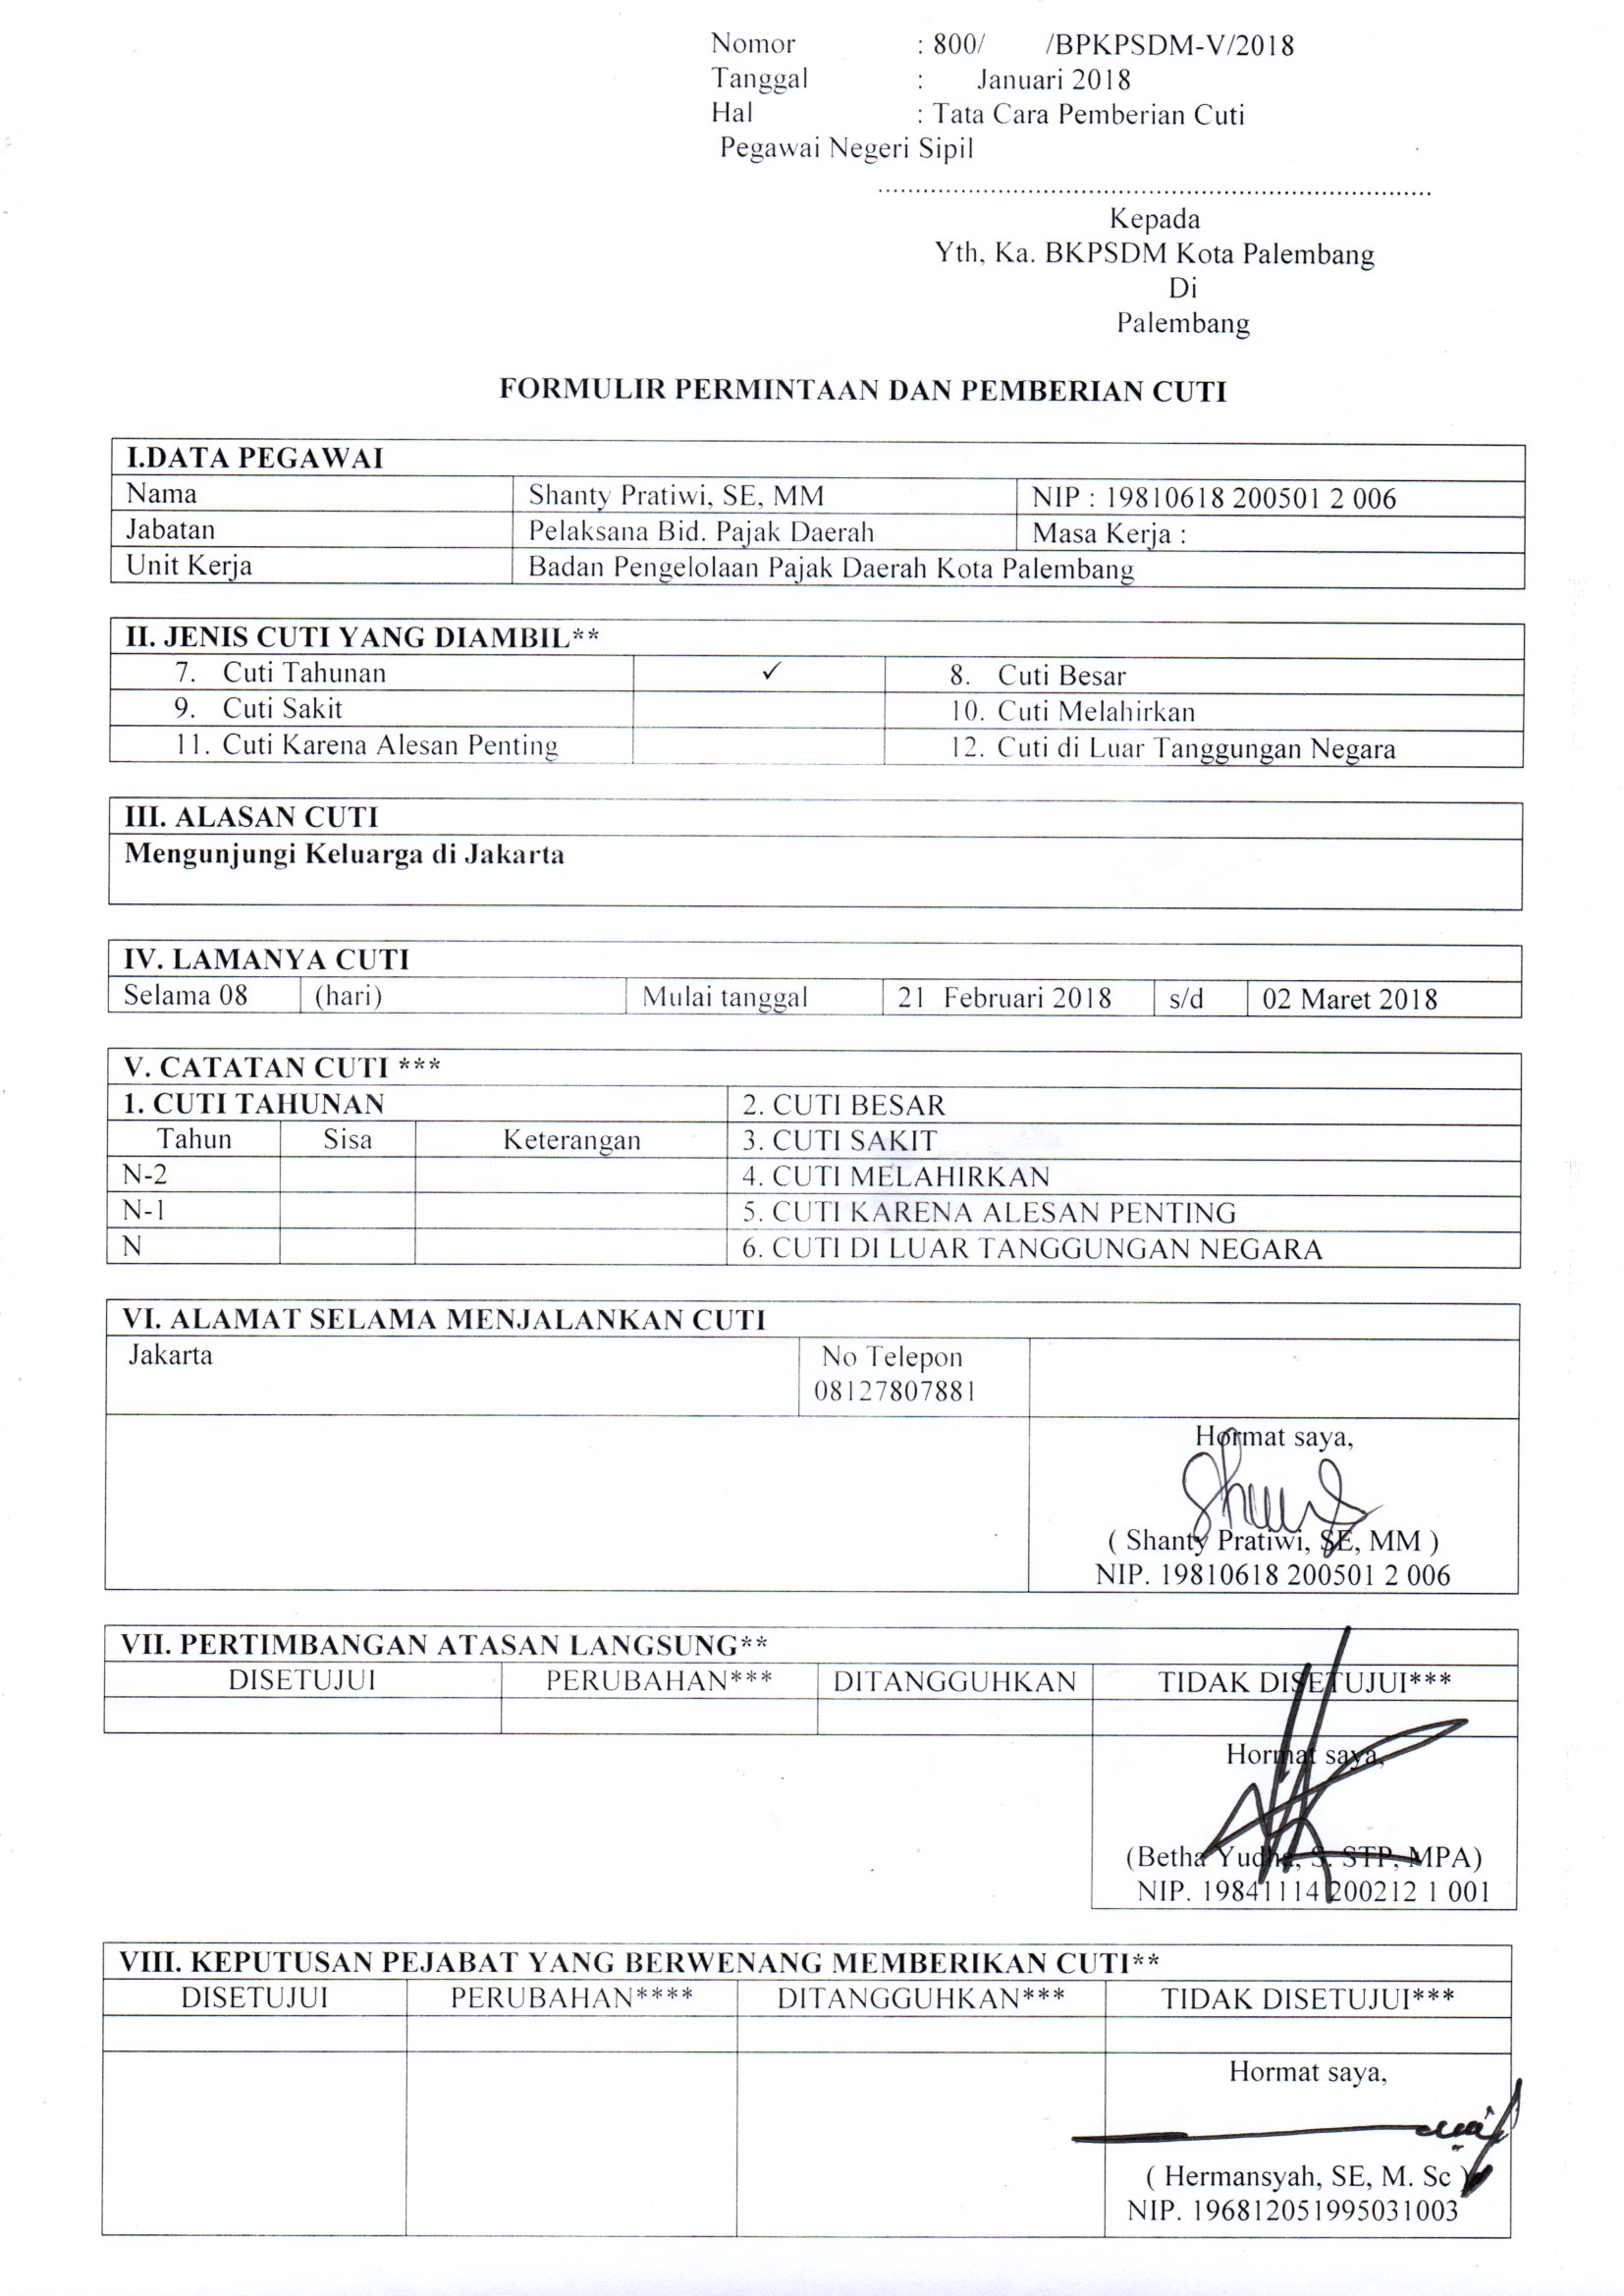 Nomor : 800/ /BPKPSDM-V/2018
Tanggal : Januari 2018
Hal : Tata Cara Pemberian Cuti
Pegawai Negeri Sipil
..........................................................................
Kepada
Yth, Ka. BKPSDM Kota Palembang
Di
Palembang
FORMULIR PERMINTAAN DAN PEMBERIAN CUTI
I.DATA PEGAWAI
Nama Shanty Pratiwi, SE, MM NIP : 19810618 200501 2 006
Jabatan Pelaksana Bid. Pajak Daerah Masa Kerja :
Unit Kerja Badan Pengelolaan Pajak Daerah Kota Palembang
II. JENIS CUTI YANG DIAMBIL**
7. Cuti Tahunan ✓ 8. Cuti Besar
9. Cuti Sakit 10. Cuti Melahirkan
11. Cuti Karena Alesan Penting 12. Cuti di Luar Tanggungan Negara
III. ALASAN CUTI
Mengunjungi Keluarga di Jakarta
IV. LAMANYA CUTI
Selama 08 (hari) Mulai tanggal 21 Februari 2018 s/d 02 Maret 2018
V. CATATAN CUTI ***
1. CUTI TAHUNAN 2. CUTI BESAR
Tahun Sisa Keterangan 3. CUTI SAKIT
N-2 4. CUTI MELAHIRKAN
N-1 5. CUTI KARENA ALESAN PENTING
N 6. CUTI DI LUAR TANGGUNGAN NEGARA
VI. ALAMAT SELAMA MENJALANKAN CUTI
Jakarta No Telepon
08127807881
Hormat saya,
( Shanty Pratiwi, SE, MM )
NIP. 19810618 200501 2 006
VII. PERTIMBANGAN ATASAN LANGSUNG**
DISETUJUI PERUBAHAN*** DITANGGUHKAN TIDAK DISETUJUI***
Hormat saya,
(Betha Yudha, S. STP, MPA)
NIP. 19841114 200212 1 001
VIII. KEPUTUSAN PEJABAT YANG BERWENANG MEMBERIKAN CUTI**
DISETUJUI PERUBAHAN**** DITANGGUHKAN*** TIDAK DISETUJUI***
Hormat saya,
( Hermansyah, SE, M. Sc )
NIP. 196812051995031003